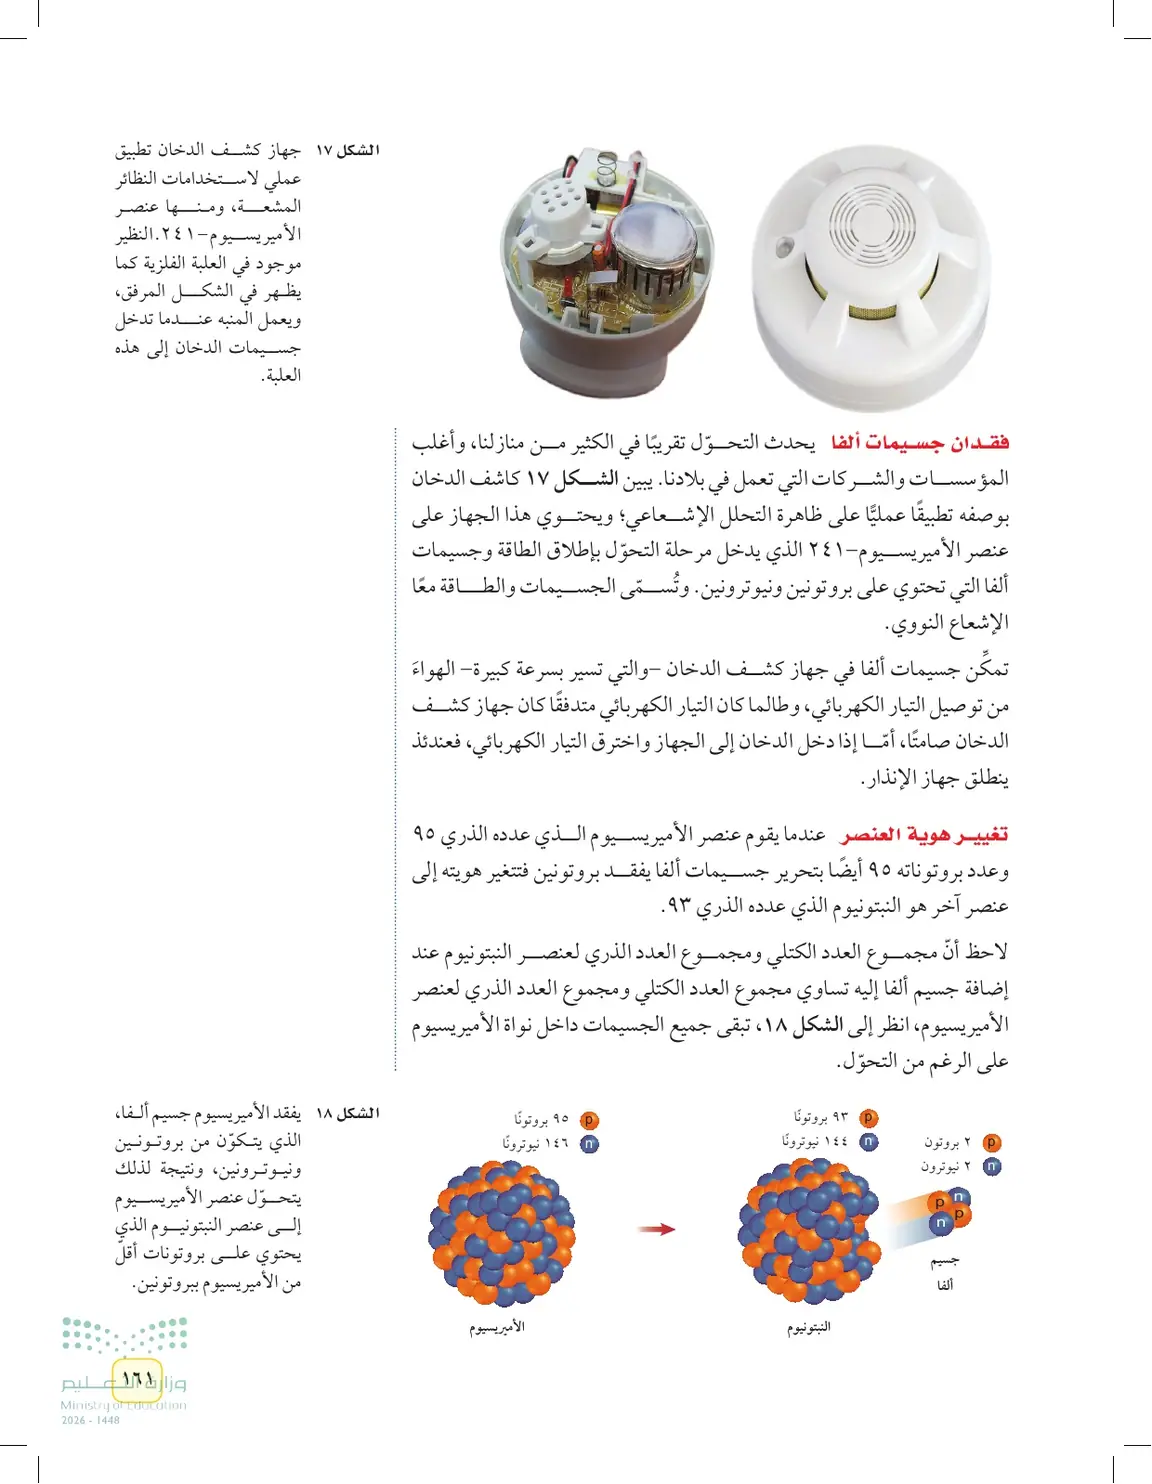 الشكل ١٧ جهاز كشف الدخان تطبيق
عملي لاستخدامات النظائر
المشعة، ومنها عنصر
الأميريسيوم-٢٤١. النظير
موجود في العلبة الفلزية كما
يظهر في الشكل المرفق،
ويعمل المنبه عندما تدخل
جسيمات الدخان إلى هذه
العلبة.
فقدان جسيمات ألفا يحدث التحوّل تقريبًا في الكثير من منازلنا، وأغلب
المؤسسات والشركات التي تعمل في بلادنا. يبين الشكل ١٧ كاشف الدخان
بوصفه تطبيقًا عمليًّا على ظاهرة التحلل الإشعاعي؛ ويحتوي هذا الجهاز على
عنصر الأميريسيوم-٢٤١ الذي يدخل مرحلة التحوّل بإطلاق الطاقة وجسيمات
ألفا التي تحتوي على بروتونين ونيوترونين. وتُسمّى الجسيمات والطاقة معًا
الإشعاع النووي.
تمكِّن جسيمات ألفا في جهاز كشف الدخان -والتي تسير بسرعة كبيرة- الهواءَ
من توصيل التيار الكهربائي، وطالما كان التيار الكهربائي متدفقًا كان جهاز كشف
الدخان صامتًا، أمّا إذا دخل الدخان إلى الجهاز واخترق التيار الكهربائي، فعندئذ
ينطلق جهاز الإنذار.
تغيير هوية العنصر عندما يقوم عنصر الأميريسيوم الذي عدده الذري ٩٥
وعدد بروتوناته ٩٥ أيضًا بتحرير جسيمات ألفا يفقد بروتونين فتتغير هويته إلى
عنصر آخر هو النبتونيوم الذي عدده الذري ٩٣.
لاحظ أنّ مجموع العدد الكتلي ومجموع العدد الذري لعنصر النبتونيوم عند
إضافة جسيم ألفا إليه تساوي مجموع العدد الكتلي ومجموع العدد الذري لعنصر
الأميريسيوم، انظر إلى الشكل ١٨، تبقى جميع الجسيمات داخل نواة الأميريسيوم
على الرغم من التحوّل.
الشكل ١٨ يفقد الأميريسيوم جسيم ألفا،
الذي يتكوّن من بروتونين
ونيوترونين، ونتيجة لذلك
يتحوّل عنصر الأميريسيوم
إلى عنصر النبتونيوم الذي
يحتوي على بروتونات أقلّ
من الأميريسيوم ببروتونين.
p ٩٥ بروتونًا
n ١٤٦ نيوترونًا
الأميريسيوم
p ٩٣ بروتونًا
n ١٤٤ نيوترونًا
النبتونيوم
p ٢ بروتون
n ٢ نيوترون
p n
n p
جسيم
ألفا
وزارة التعليم
١٦١
Ministry of Education
2026 - 1448